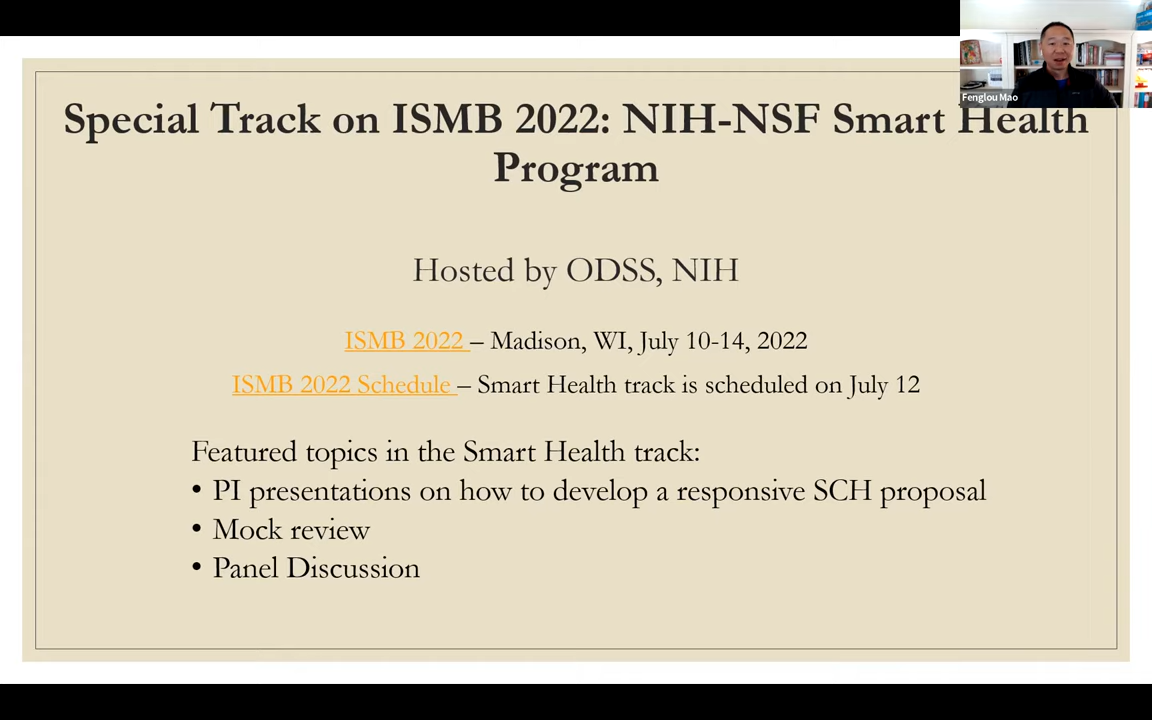 Special Track on ISMB 2022: NIH-NSF Smart Health
Program
Fenglou Mao
Hosted by ODSS, NIH
ISMB 2022 – Madison, WI, July 10-14, 2022
ISMB 2022 Schedule – Smart Health track is scheduled on July 12
Featured topics in the Smart Health track:
• PI presentations on how to develop a responsive SCH proposal
• Mock review
• Panel Discussion